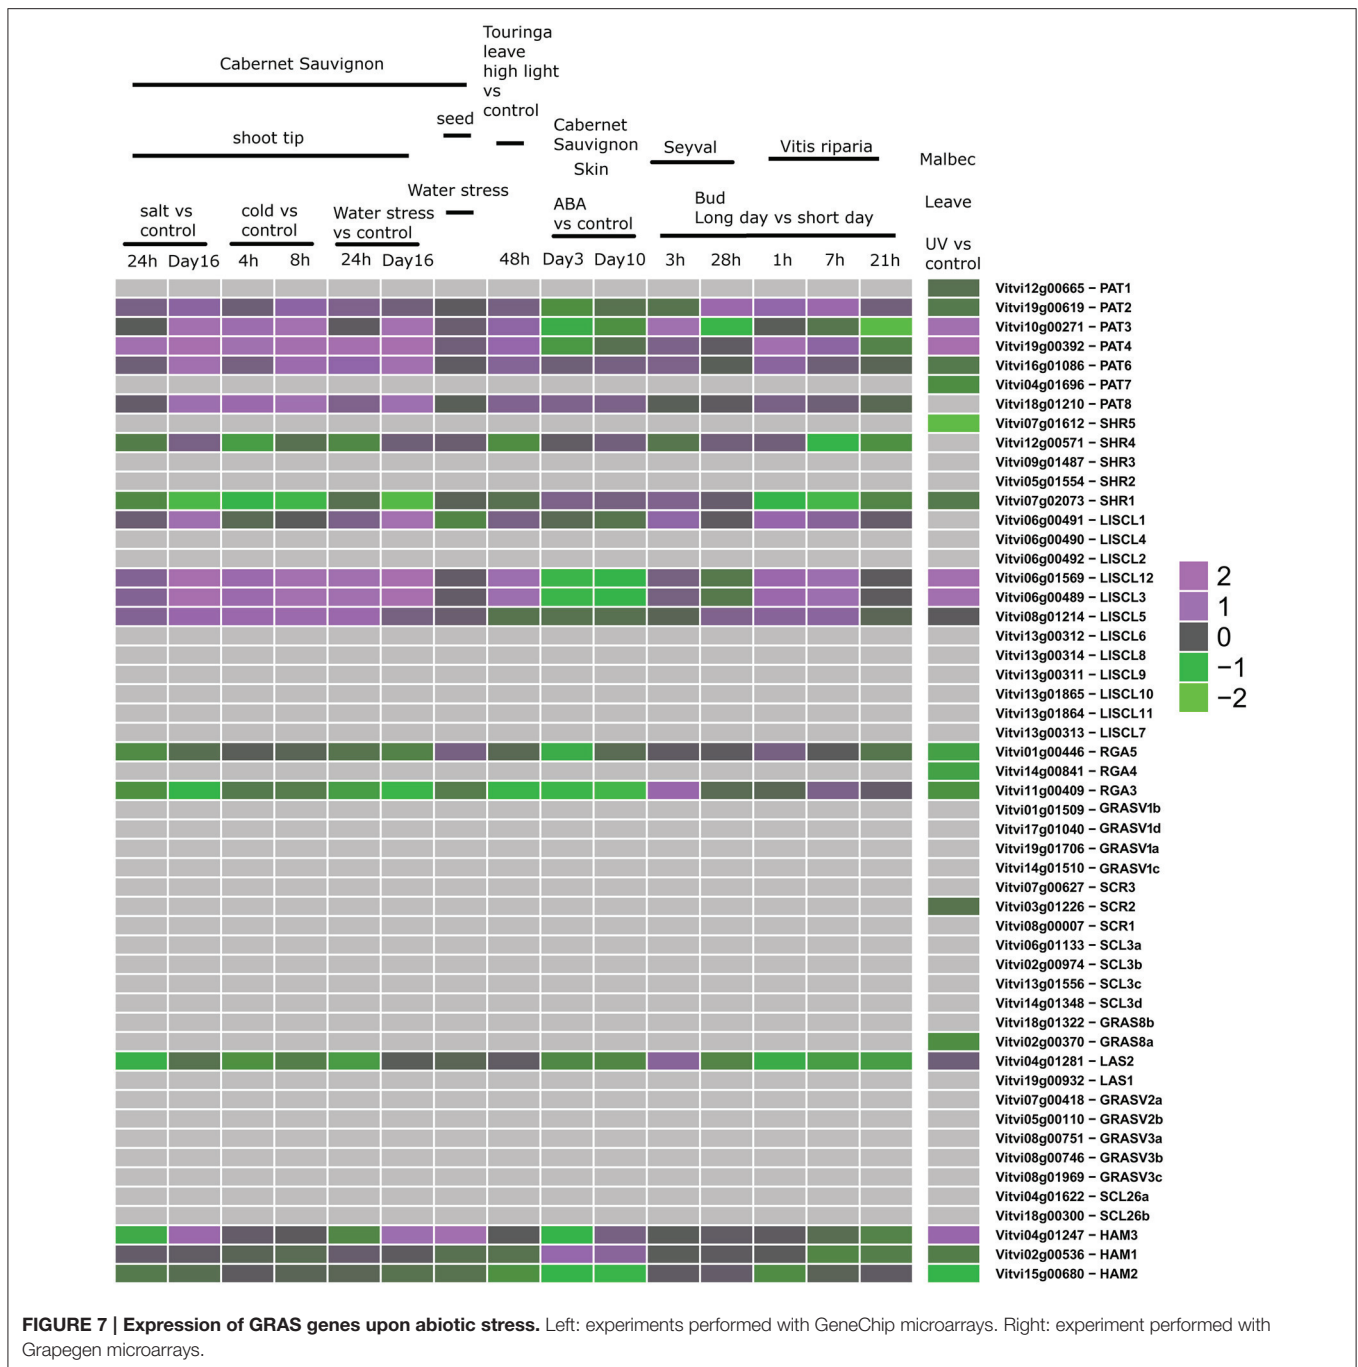 Cabernet Sauvignon
Touringa
leave
high light
vs
control
shoot tip
seed
Cabernet
Sauvignon
Skin
Seyval
Vitis riparia
Malbec
Water stress
Leave
salt vs
control
cold vs
control
Water stress
vs control
ABA
vs control
Bud
Long day vs short day
UV vs
control
24h Day16 4h 8h 24h Day16 48h Day3 Day10 3h 28h 1h 7h 21h
Vitvi12g00665 – PAT1
Vitvi19g00619 – PAT2
Vitvi10g00271 – PAT3
Vitvi19g00392 – PAT4
Vitvi16g01086 – PAT6
Vitvi04g01696 – PAT7
Vitvi18g01210 – PAT8
Vitvi07g01612 – SHR5
Vitvi12g00571 – SHR4
Vitvi09g01487 – SHR3
Vitvi05g01554 – SHR2
Vitvi07g02073 – SHR1
Vitvi06g00491 – LISCL1
Vitvi06g00490 – LISCL4
Vitvi06g00492 – LISCL2
Vitvi06g01569 – LISCL12
Vitvi06g00489 – LISCL3
Vitvi08g01214 – LISCL5
Vitvi13g00312 – LISCL6
Vitvi13g00314 – LISCL8
Vitvi13g00311 – LISCL9
Vitvi13g01865 – LISCL10
Vitvi13g01864 – LISCL11
Vitvi13g00313 – LISCL7
Vitvi01g00446 – RGA5
Vitvi14g00841 – RGA4
Vitvi11g00409 – RGA3
Vitvi01g01509 – GRASV1b
Vitvi17g01040 – GRASV1d
Vitvi19g01706 – GRASV1a
Vitvi14g01510 – GRASV1c
Vitvi07g00627 – SCR3
Vitvi03g01226 – SCR2
Vitvi08g00007 – SCR1
Vitvi06g01133 – SCL3a
Vitvi02g00974 – SCL3b
Vitvi13g01556 – SCL3c
Vitvi14g01348 – SCL3d
Vitvi18g01322 – GRAS8b
Vitvi02g00370 – GRAS8a
Vitvi04g01281 – LAS2
Vitvi19g00932 – LAS1
Vitvi07g00418 – GRASV2a
Vitvi05g00110 – GRASV2b
Vitvi08g00751 – GRASV3a
Vitvi08g00746 – GRASV3b
Vitvi08g01969 – GRASV3c
Vitvi04g01622 – SCL26a
Vitvi18g00300 – SCL26b
Vitvi04g01247 – HAM3
Vitvi02g00536 – HAM1
Vitvi15g00680 – HAM2
2
1
0
−1
−2
FIGURE 7 | Expression of GRAS genes upon abiotic stress. Left: experiments performed with GeneChip microarrays. Right: experiment performed with
Grapegen microarrays.